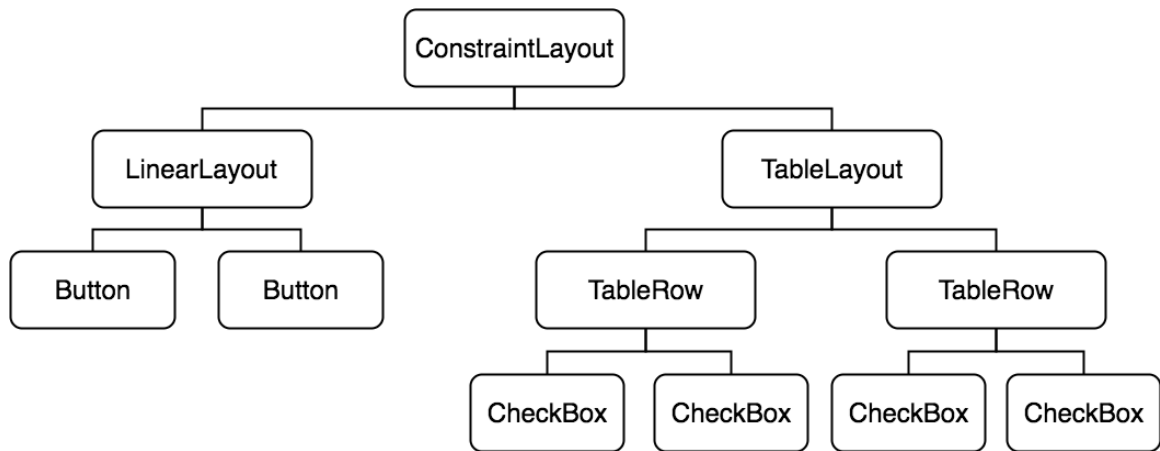 ConstraintLayout
LinearLayout
TableLayout
Button
Button
TableRow
TableRow
CheckBox
CheckBox
CheckBox
CheckBox